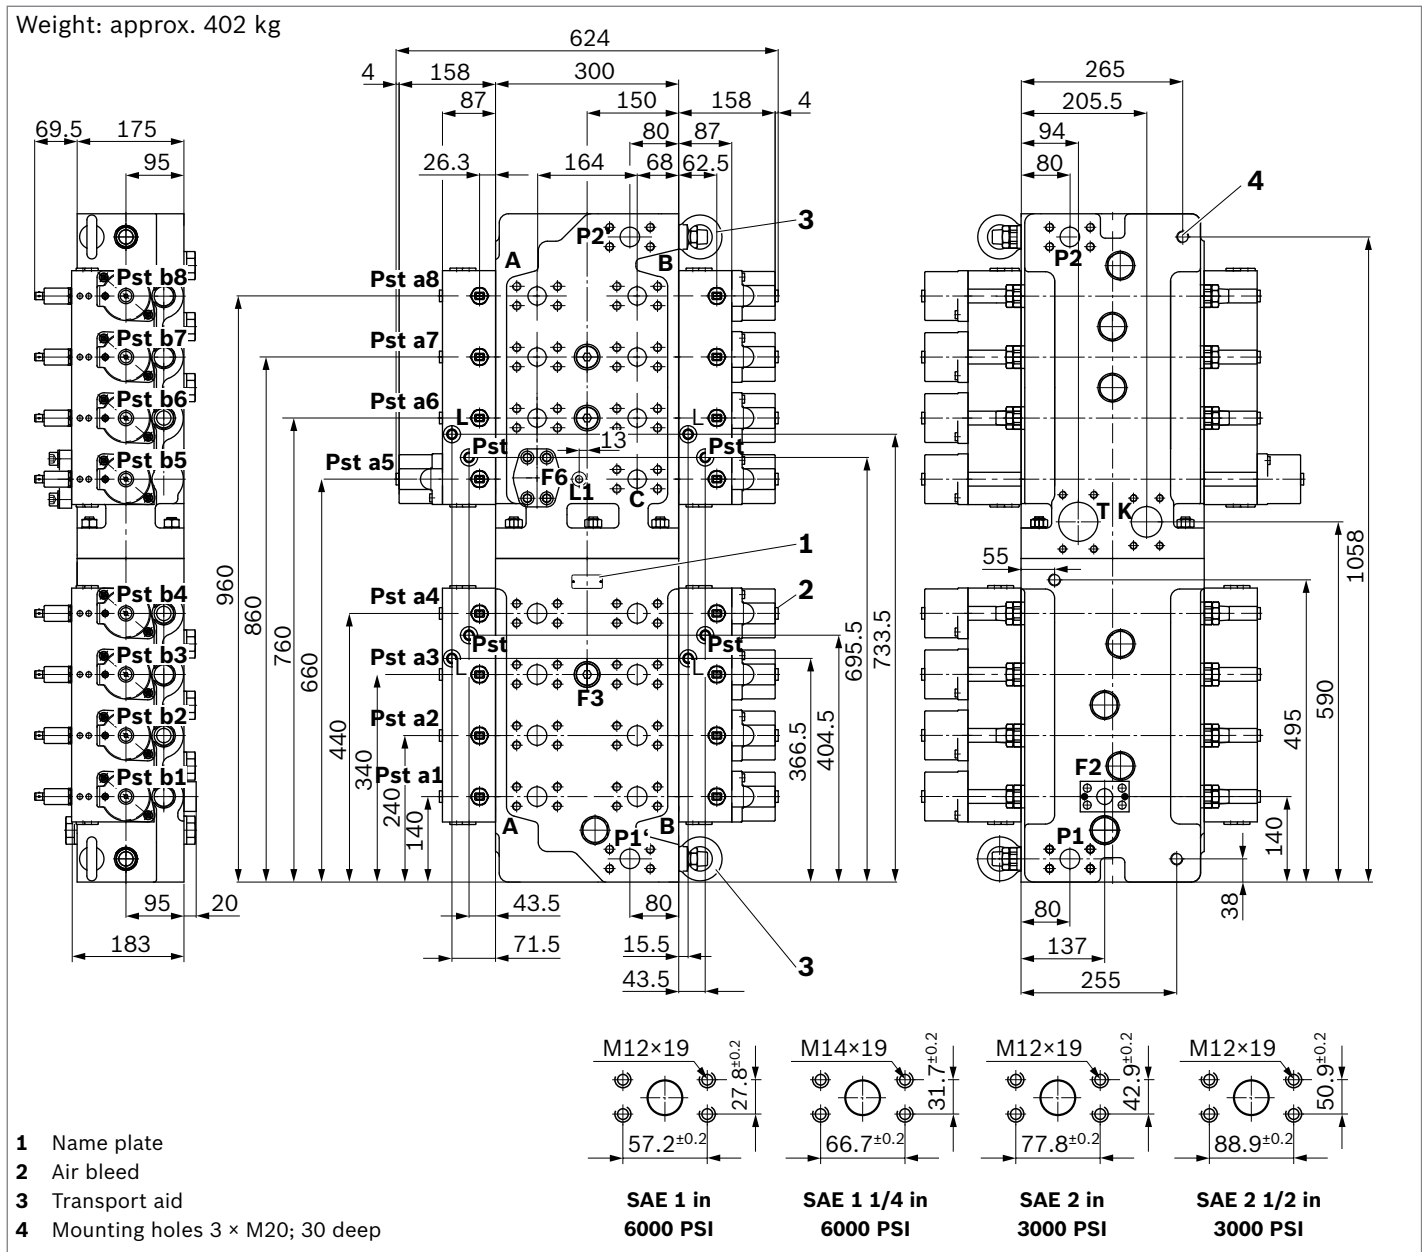 Weight: approx. 402 kg
624
4 158 300
87 150 158 4
80 87
26.3 164 68 62.5
69.5 175
95
265
205.5
94
80
4
3
P2'
A B
P2
Pst b8
Pst a8
Pst b7
Pst a7
Pst b6
Pst a6
L L
13
Pst Pst
Pst b5
Pst a5
F6 L1 C
T K
55
1
2
Pst b4
Pst a4
Pst Pst
Pst b3
Pst a3
L L
F3
Pst b2
Pst a2
Pst b1
Pst a1
F2
A B
P1'
P1
960
860
760
660
440
340
240
140
366.5
404.5
695.5
733.5
140
495
590
1058
38
95 20
183
43.5 80
71.5 15.5
43.5
3
80
137
255
M12×19 M14×19 M12×19 M12×19
27.8±0.2 31.7±0.2 42.9±0.2 50.9±0.2
57.2±0.2 66.7±0.2 77.8±0.2 88.9±0.2
SAE 1 in SAE 1 1/4 in SAE 2 in SAE 2 1/2 in
6000 PSI 6000 PSI 3000 PSI 3000 PSI
1 Name plate
2 Air bleed
3 Transport aid
4 Mounting holes 3 × M20; 30 deep